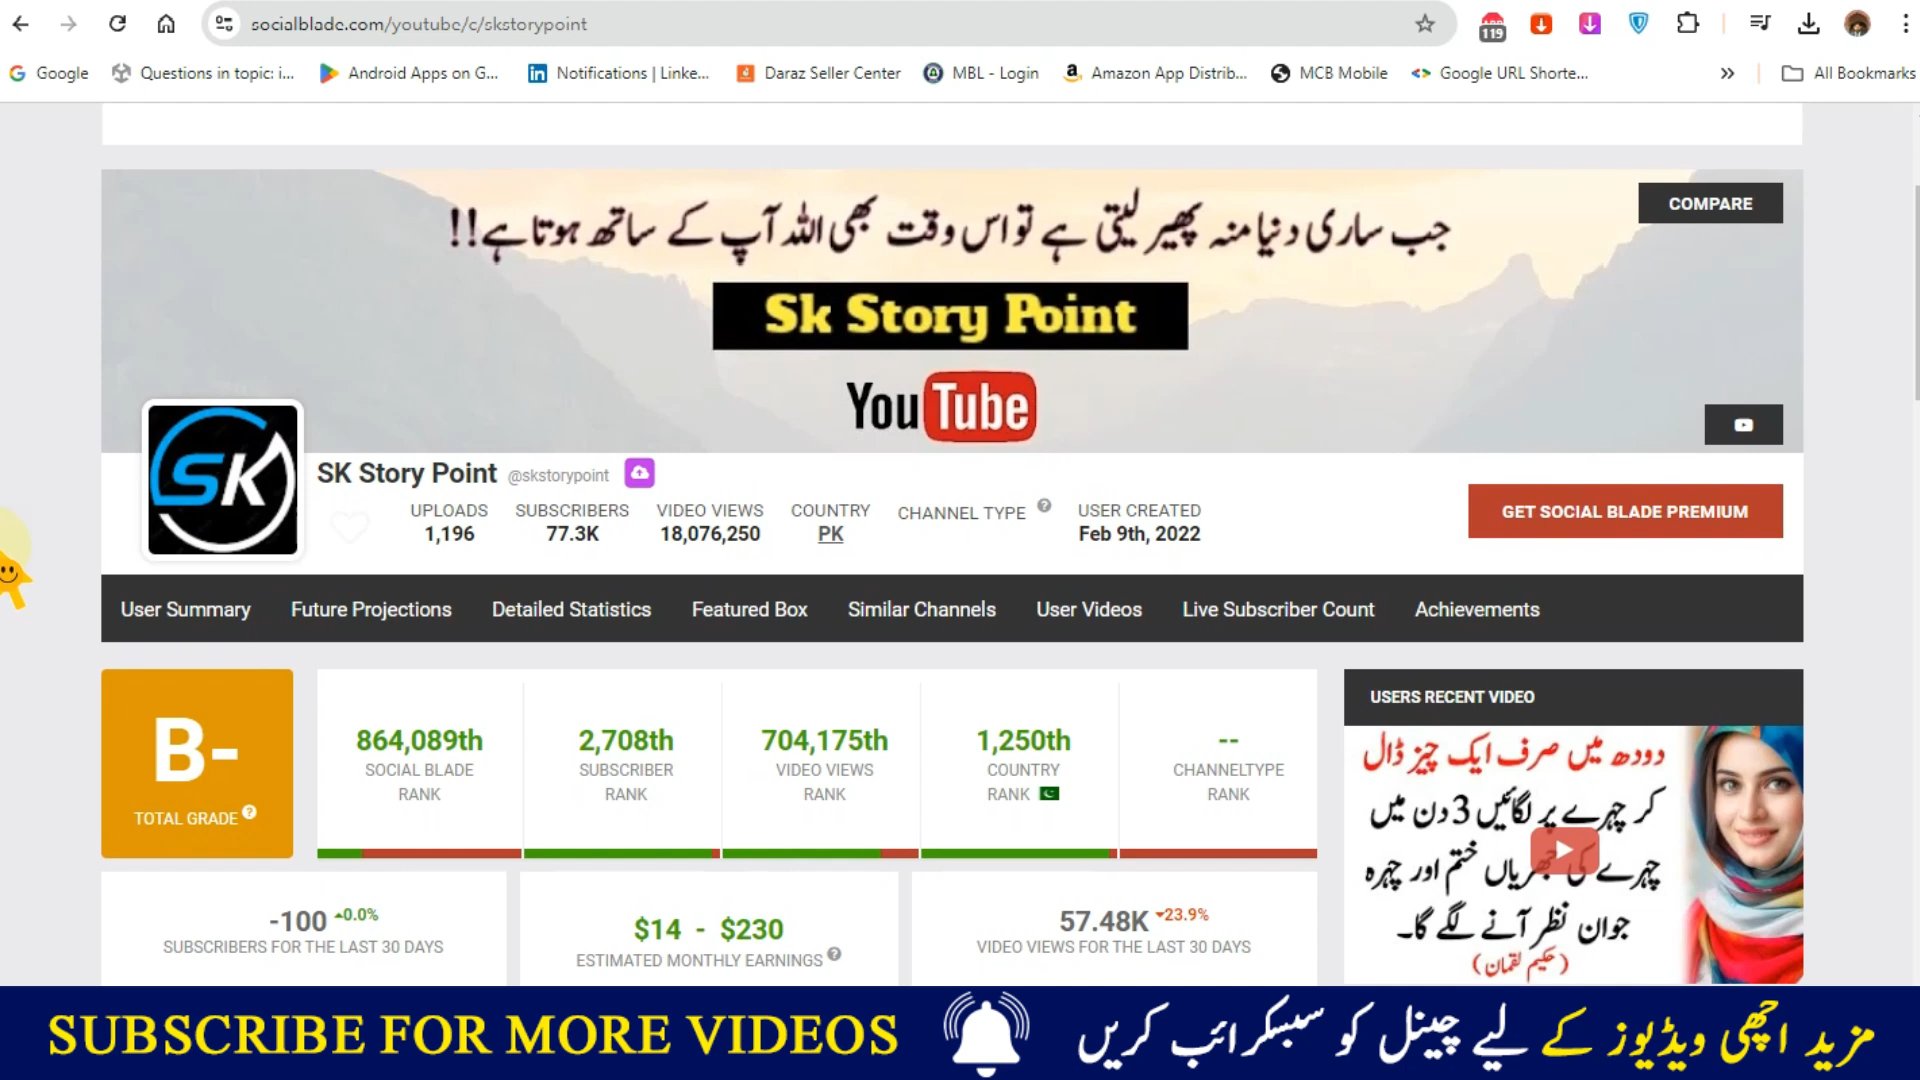 socialblade.com/youtube/c/skstorypoint
119
Google
Questions in topic: i...
Android Apps on G...
Notifications | Linke...
Daraz Seller Center
MBL - Login
Amazon App Distrib...
MCB Mobile
Google URL Shorte...
All Bookmarks
جب ساری دنیا منہ پھیر لیتی ہے تو اس وقت بھی اللہ آپ کے ساتھ ہوتا ہے!!
COMPARE
Sk Story Point
YouTube
SK
SK Story Point @skstorypoint
UPLOADS
1,196
SUBSCRIBERS
77.3K
VIDEO VIEWS
18,076,250
COUNTRY
PK
CHANNEL TYPE
USER CREATED
Feb 9th, 2022
GET SOCIAL BLADE PREMIUM
User Summary
Future Projections
Detailed Statistics
Featured Box
Similar Channels
User Videos
Live Subscriber Count
Achievements
B-
TOTAL GRADE
864,089th
SOCIAL BLADE
RANK
2,708th
SUBSCRIBER
RANK
704,175th
VIDEO VIEWS
RANK
1,250th
COUNTRY
RANK
--
CHANNELTYPE
RANK
USERS RECENT VIDEO
دودھ میں صرف ایک چیز ڈال
کر چہرے پر لگائیں 3 دن میں
چہرے کی جھریاں ختم اور چہرہ
جوان نظر آنے لگے گا۔
(حکیم لقمان)
-100 0.0%
SUBSCRIBERS FOR THE LAST 30 DAYS
$14 - $230
ESTIMATED MONTHLY EARNINGS
57.48K 23.9%
VIDEO VIEWS FOR THE LAST 30 DAYS
SUBSCRIBE FOR MORE VIDEOS
مزید اچھی ویڈیوز کے لیے چینل کو سبسکرائب کریں